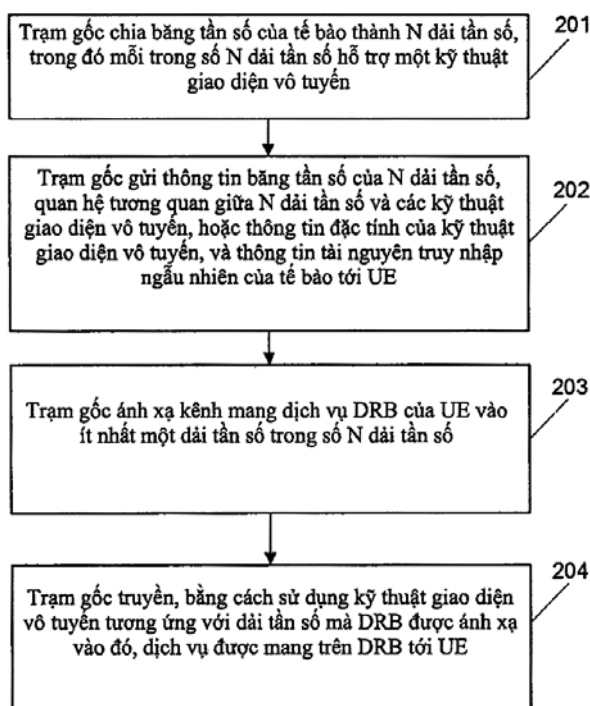 Trạm gốc chia băng tần số của tế bào thành N dải tần số,
trong đó mỗi trong số N dải tần số hỗ trợ một kỹ thuật
giao diện vô tuyến
201
Trạm gốc gửi thông tin băng tần số của N dải tần số,
quan hệ tương quan giữa N dải tần số và các kỹ thuật
giao diện vô tuyến, hoặc thông tin đặc tính của kỹ thuật
giao diện vô tuyến, và thông tin tài nguyên truy nhập
ngẫu nhiên của tế bào tới UE
202
Trạm gốc ánh xạ kênh mang dịch vụ DRB của UE vào
ít nhất một dải tần số trong số N dải tần số
203
Trạm gốc truyền, bằng cách sử dụng kỹ thuật giao diện
vô tuyến tương ứng với dải tần số mà DRB được ánh xạ
vào đó, dịch vụ được mang trên DRB tới UE
204